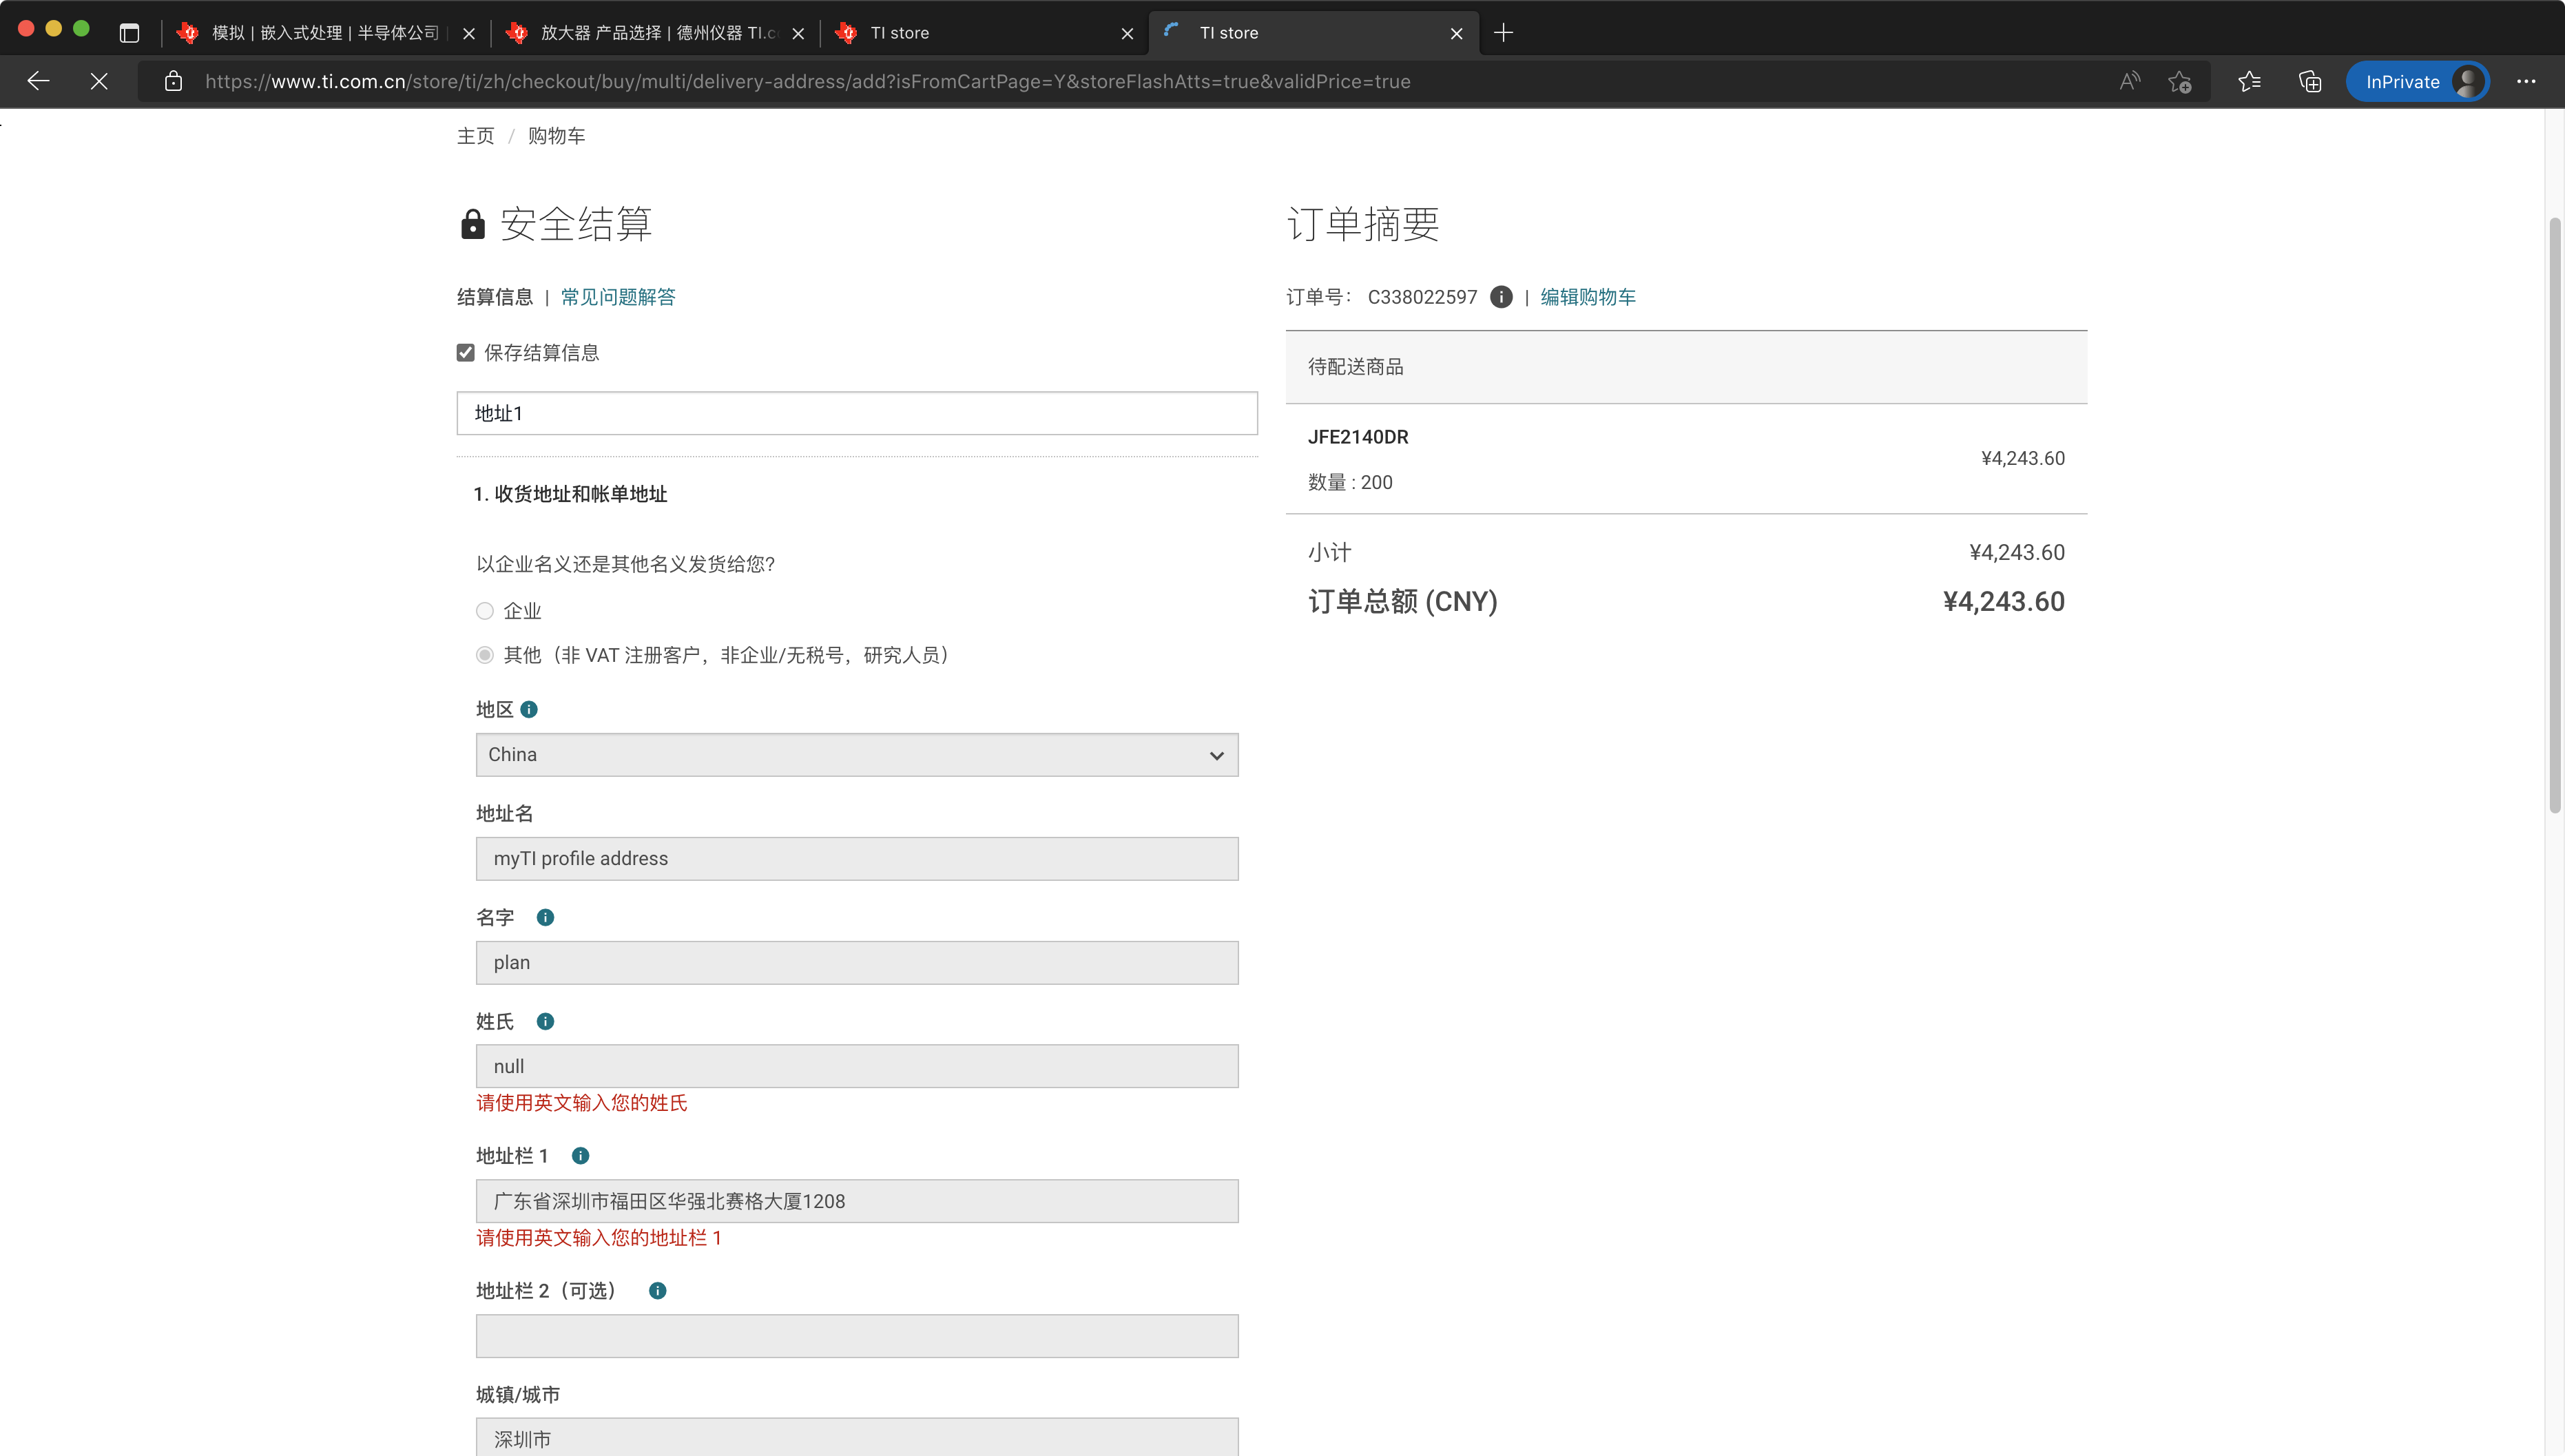 模拟 | 嵌入式处理 | 半导体公司
放大器 产品选择 | 德州仪器 TI.c
TI store
TI store
https://www.ti.com.cn/store/ti/zh/checkout/buy/multi/delivery-address/add?isFromCartPage=Y&storeFlashAtts=true&validPrice=true
InPrivate
主页 / 购物车
安全结算
结算信息 | 常见问题解答
保存结算信息
地址1
1. 收货地址和帐单地址
以企业名义还是其他名义发货给您?
企业
其他（非 VAT 注册客户，非企业/无税号，研究人员）
地区
China
地址名
myTI profile address
名字
plan
姓氏
null
请使用英文输入您的姓氏
地址栏 1
广东省深圳市福田区华强北赛格大厦1208
请使用英文输入您的地址栏 1
地址栏 2（可选）
城镇/城市
深圳市
订单摘要
订单号： C338022597 | 编辑购物车
待配送商品
JFE2140DR
¥4,243.60
数量 : 200
小计 ¥4,243.60
订单总额 (CNY) ¥4,243.60